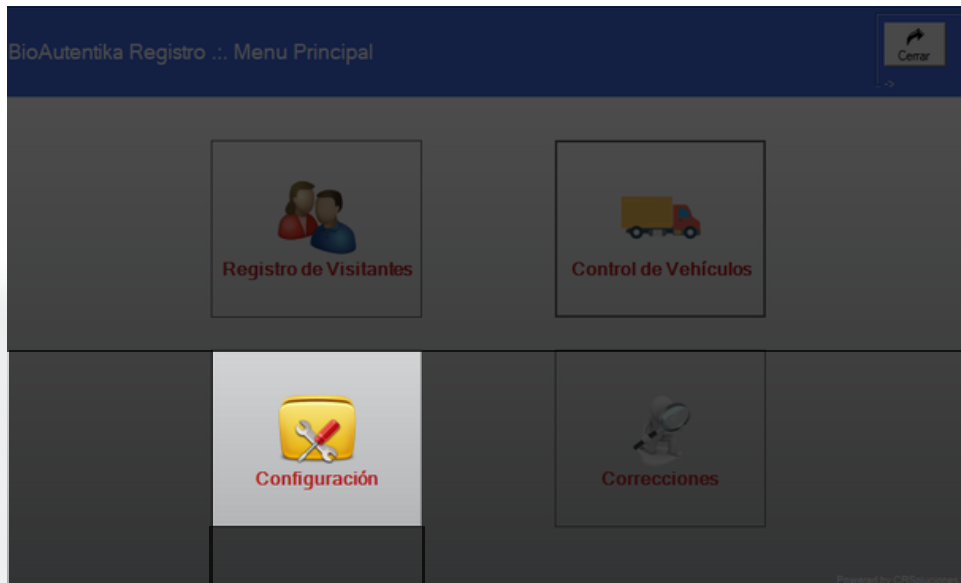 BioAutentika Registro .:. Menu Principal
Cerrar
->
Registro de Visitantes
Control de Vehículos
Configuración
Correcciones